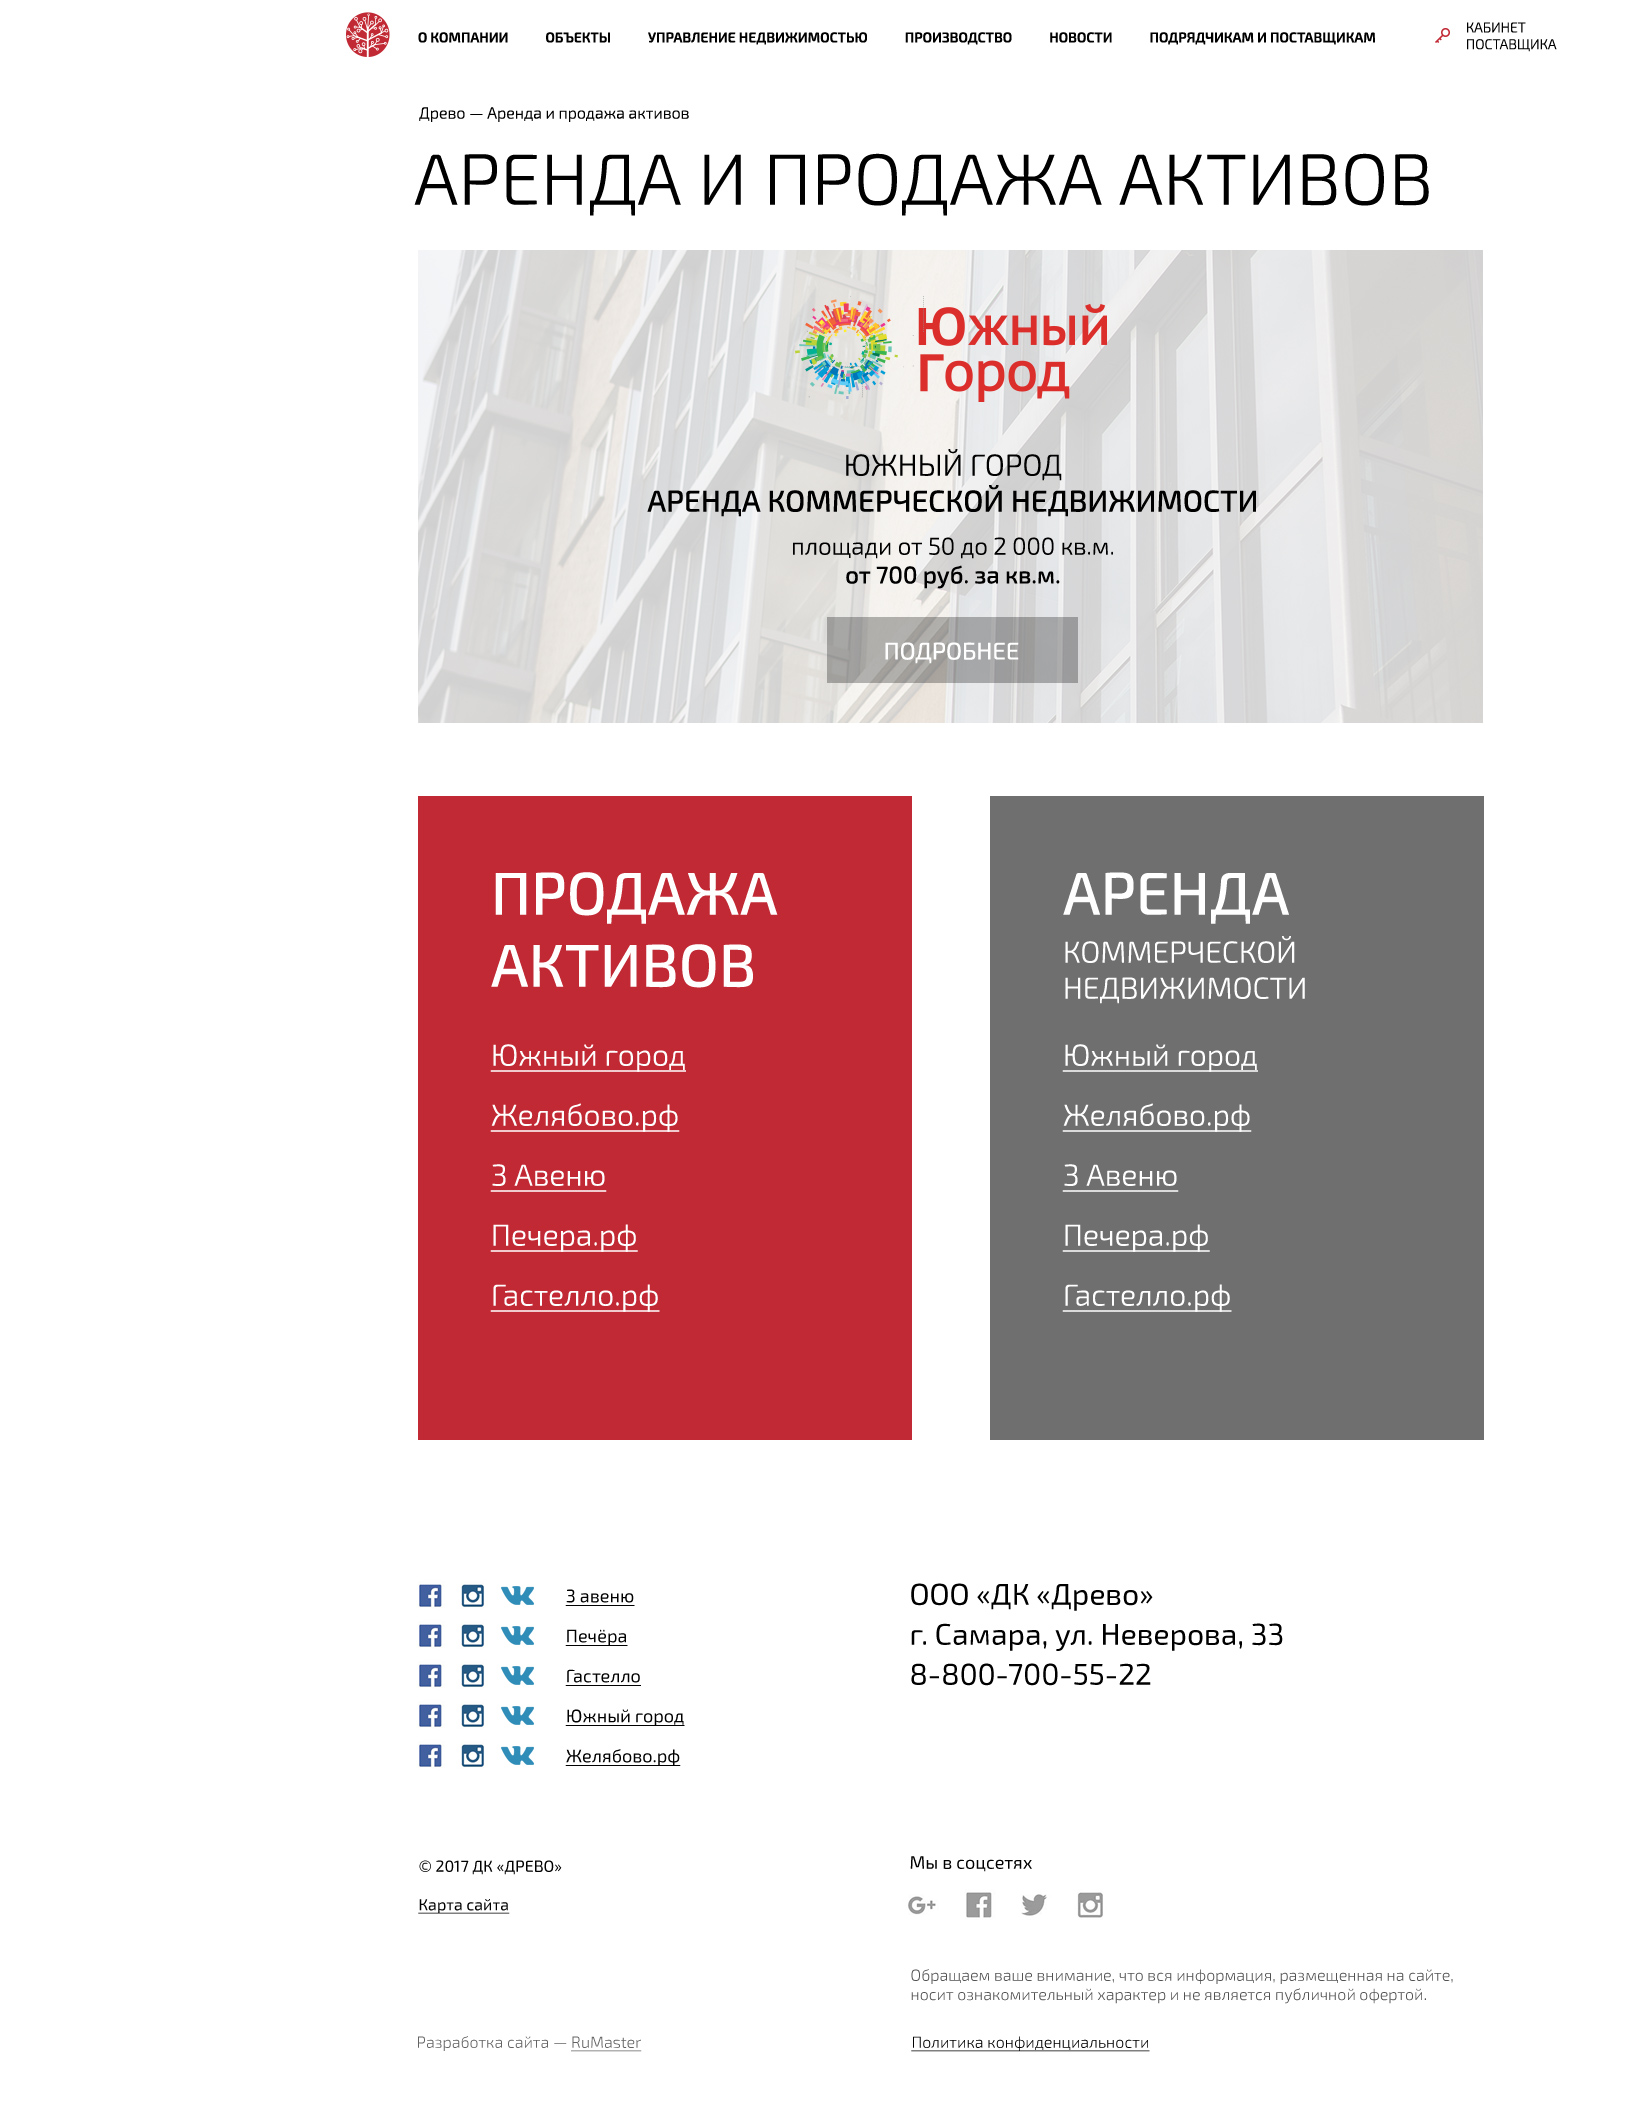 О КОМПАНИИ ОБЪЕКТЫ УПРАВЛЕНИЕ НЕДВИЖИМОСТЬЮ ПРОИЗВОДСТВО НОВОСТИ ПОДРЯДЧИКАМ И ПОСТАВЩИКАМ
КАБИНЕТ
ПОСТАВЩИКА
Древо — Аренда и продажа активов
АРЕНДА И ПРОДАЖА АКТИВОВ
Южный
Город
ЮЖНЫЙ ГОРОД
АРЕНДА КОММЕРЧЕСКОЙ НЕДВИЖИМОСТИ
площади от 50 до 2 000 кв.м.
от 700 руб. за кв.м.
ПОДРОБНЕЕ
ПРОДАЖА
АКТИВОВ
Южный город
Желябово.рф
3 Авеню
Печера.рф
Гастелло.рф
АРЕНДА
КОММЕРЧЕСКОЙ
НЕДВИЖИМОСТИ
Южный город
Желябово.рф
3 Авеню
Печера.рф
Гастелло.рф
3 авеню
Печёра
Гастелло
Южный город
Желябово.рф
ООО «ДК «Древо»
г. Самара, ул. Неверова, 33
8-800-700-55-22
© 2017 ДК «ДРЕВО»
Карта сайта
Мы в соцсетях
Обращаем ваше внимание, что вся информация, размещенная на сайте,
носит ознакомительный характер и не является публичной офертой.
Разработка сайта — RuMaster
Политика конфиденциальности